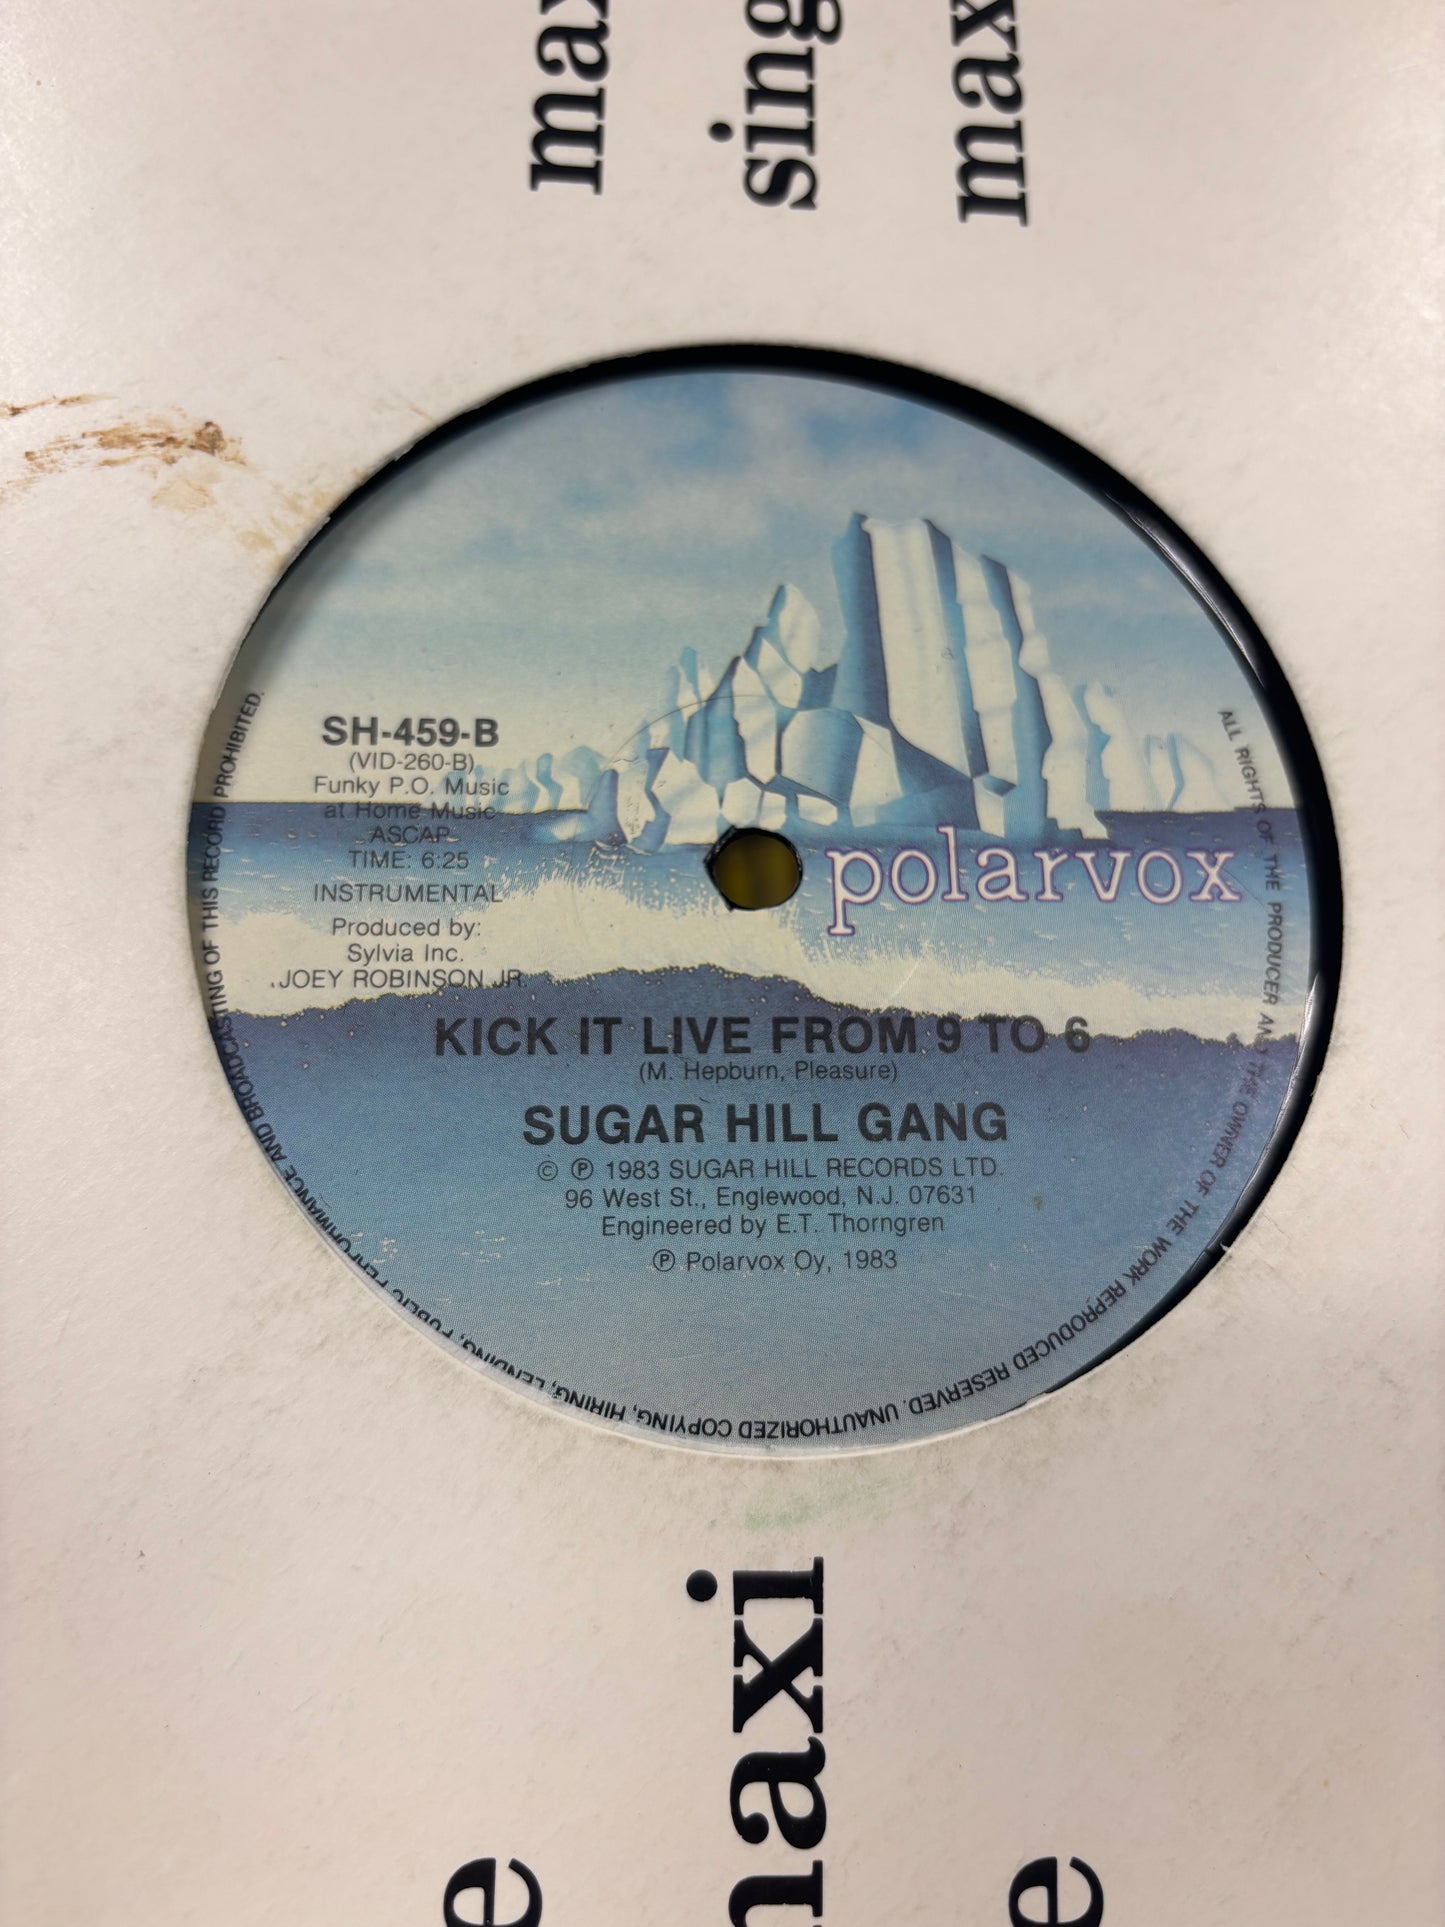 max
sing
max
SH-459-B
(VID-260-B)
Funky P.O. Music
at Home Music
ASCAP
TIME: 6:25
INSTRUMENTAL
Produced by:
Sylvia Inc.
JOEY ROBINSON JR.
polarvox
KICK IT LIVE FROM 9 TO 6
(M. Hepburn, Pleasure)
SUGAR HILL GANG
© ℗ 1983 SUGAR HILL RECORDS LTD.
96 West St., Englewood, N.J. 07631
Engineered by E.T. Thorngren
℗ Polarvox Oy, 1983
ALL RIGHTS OF THE PRODUCER AND THE OWNER OF THE WORK REPRODUCED RESERVED. UNAUTHORIZED COPYING, HIRING, LENDING, PUBLIC PERFORMANCE AND BROADCASTING OF THIS RECORD PROHIBITED.
e
maxi
e